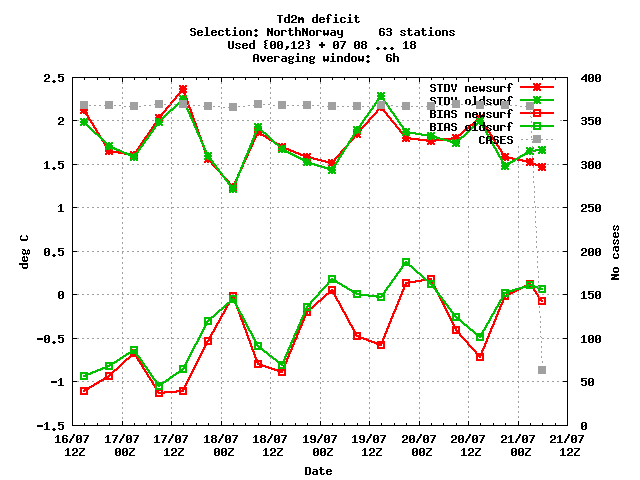 Td2m deficit
Selection: NorthNorway     63 stations
Used {00,12} + 07 08 ... 18
Averaging window:  6h
STDV newsurf
STDV oldsurf
BIAS newsurf
BIAS oldsurf
CASES
2.5
2
1.5
1
0.5
0
-0.5
-1
-1.5
deg C
400
350
300
250
200
150
100
50
0
No cases
16/07 17/07 17/07 18/07 18/07 19/07 19/07 20/07 20/07 21/07 21/07
12Z 00Z 12Z 00Z 12Z 00Z 12Z 00Z 12Z 00Z 12Z
Date